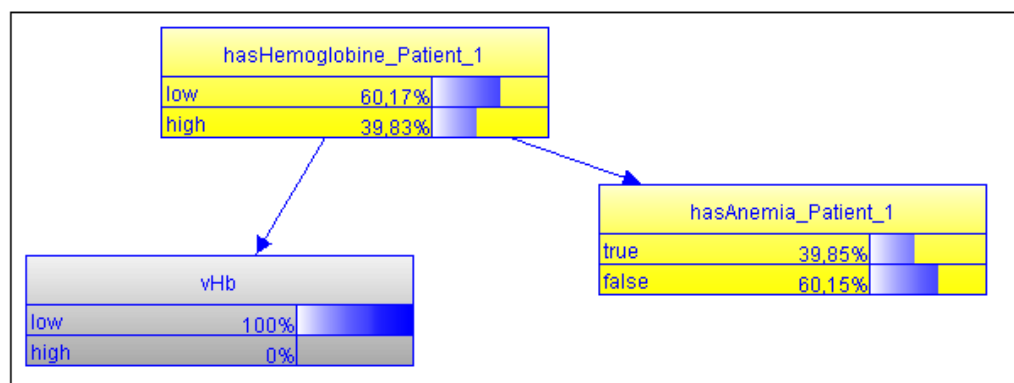 hasHemoglobine_Patient_1
low 60,17%
high 39,83%
hasAnemia_Patient_1
true 39,85%
false 60,15%
vHb
low 100%
high 0%